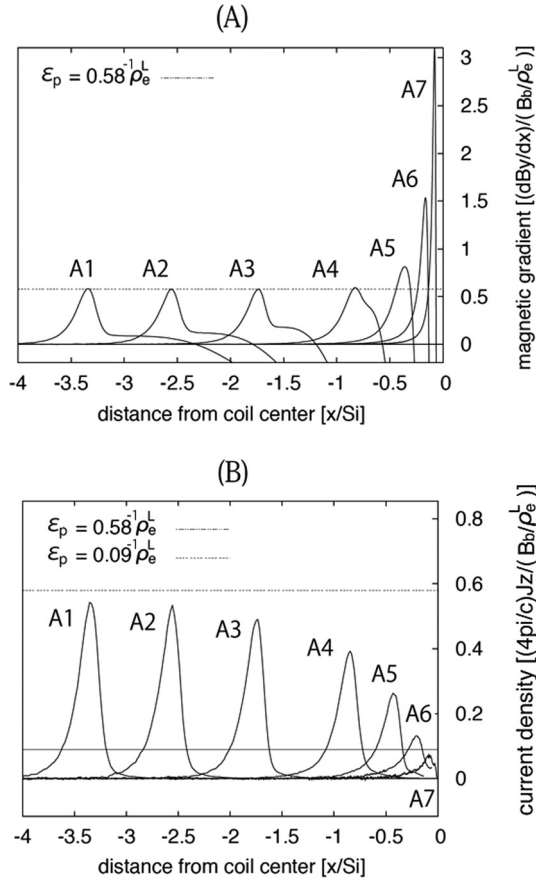 (A)
εp = 0.58⁻¹ρeᴸ
A7
A6
A5
A1 A2 A3 A4
3
2.5
2
1.5
1
0.5
0
magnetic gradient [(dBy/dx)/(Bb/ρeᴸ)]
-4 -3.5 -3 -2.5 -2 -1.5 -1 -0.5 0
distance from coil center [x/Si]
(B)
εp = 0.58⁻¹ρeᴸ
εp = 0.09⁻¹ρeᴸ
A1 A2 A3 A4 A5 A6
A7
0.8
0.6
0.4
0.2
0
current density [(4pi/c)Jz/(Bb/ρeᴸ)]
-4 -3.5 -3 -2.5 -2 -1.5 -1 -0.5 0
distance from coil center [x/Si]